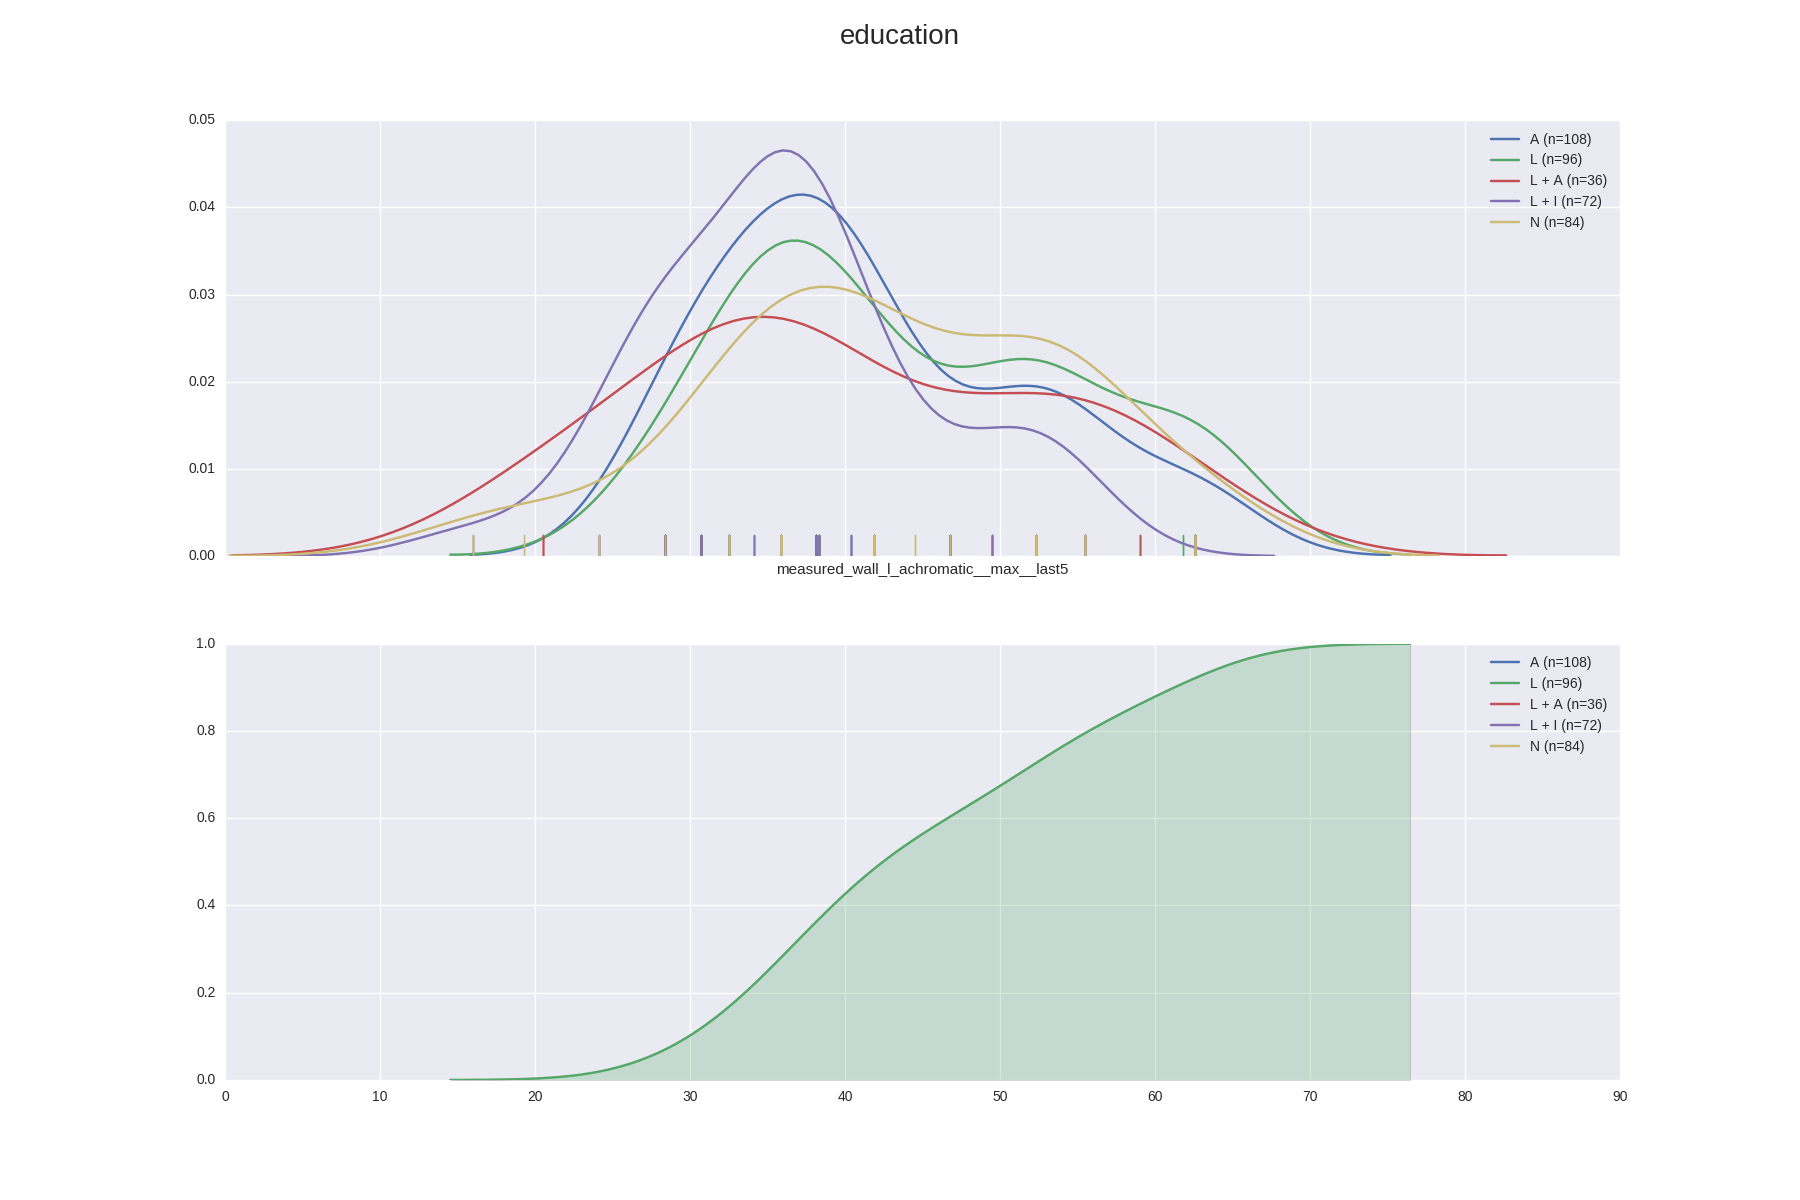 education
0.05
0.04
0.03
0.02
0.01
0.00
A (n=108)
L (n=96)
L + A (n=36)
L + I (n=72)
N (n=84)
measured_wall_l_achromatic__max__last5
1.0
0.8
0.6
0.4
0.2
0.0
A (n=108)
L (n=96)
L + A (n=36)
L + I (n=72)
N (n=84)
0 10 20 30 40 50 60 70 80 90